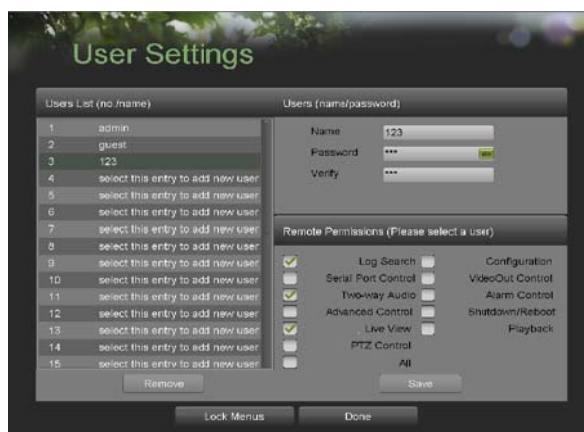 User Settings
Users List (no./name)
1 admin
2 guest
3 123
4 select this entry to add new user
5 select this entry to add new user
6 select this entry to add new user
7 select this entry to add new user
8 select this entry to add new user
9 select this entry to add new user
10 select this entry to add new user
11 select this entry to add new user
12 select this entry to add new user
13 select this entry to add new user
14 select this entry to add new user
15 select this entry to add new user
Remove
Users (name/password)
Name 123
Password ***
Verify ***
Remote Permissions (Please select a user)
Log Search Configuration
Serial Port Control VideoOut Control
Two-way Audio Alarm Control
Advanced Control Shutdown/Reboot
Live View Playback
PTZ Control
All
Save
Lock Menus Done